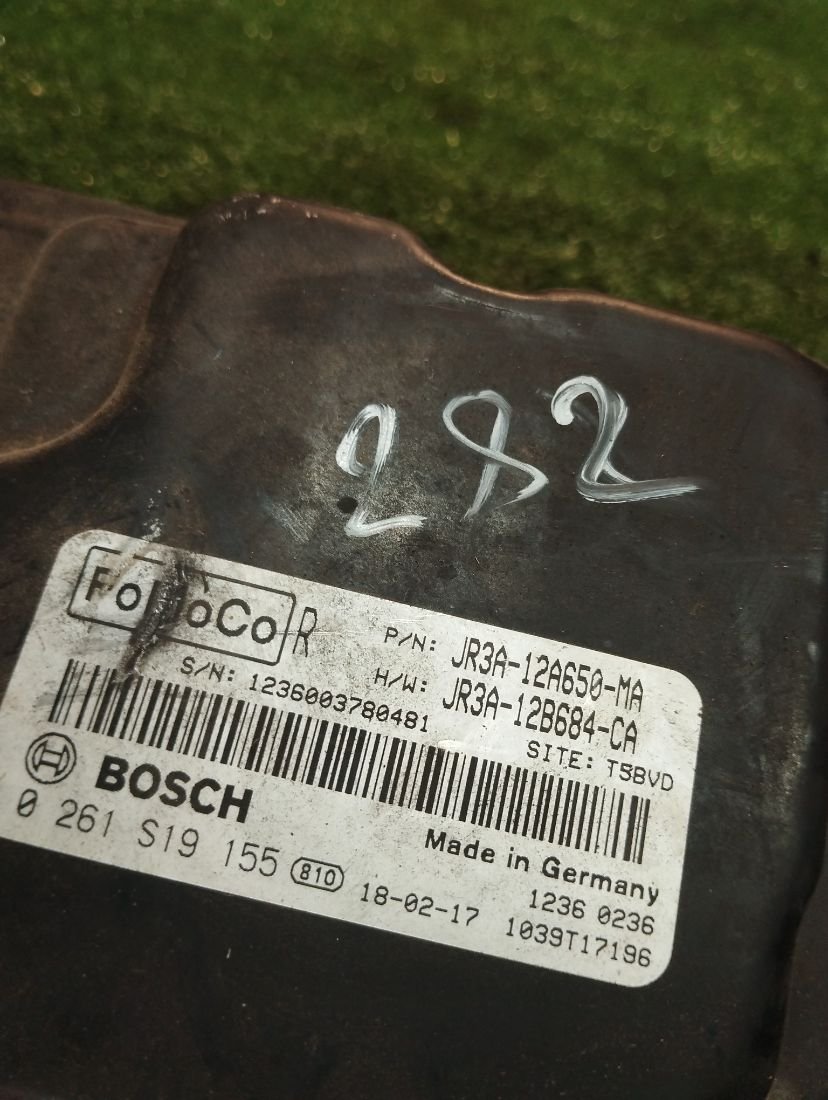 282
FoMoCo R
P/N: JR3A-12A650-MA
H/W: JR3A-12B684-CA
S/N: 1236003780481
SITE: T5BVD
BOSCH
0 261 S19 155 810 18-02-17
Made in Germany
1236 0236
1039T17196